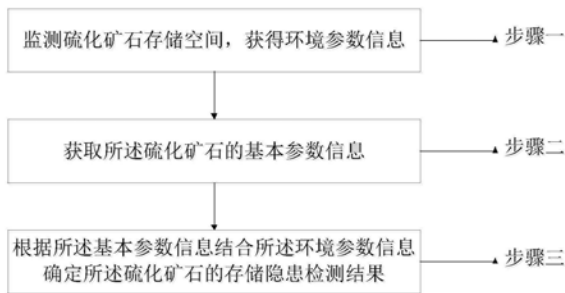 监测硫化矿石存储空间，获得环境参数信息
步骤一
获取所述硫化矿石的基本参数信息
步骤二
根据所述基本参数信息结合所述环境参数信息
确定所述硫化矿石的存储隐患检测结果
步骤三